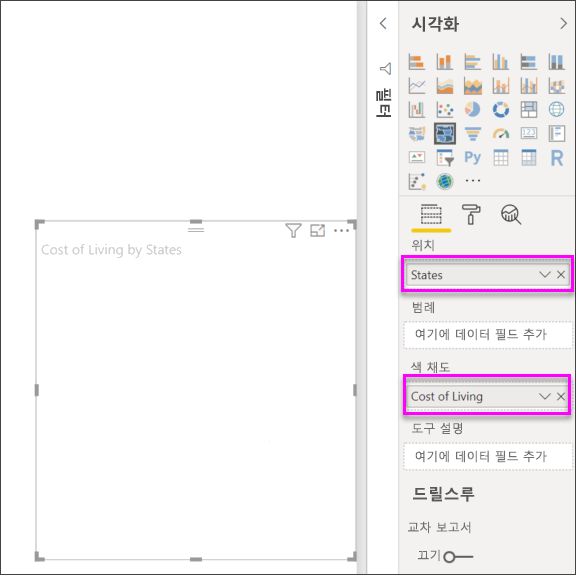 시각화
필터
123
Py
R
Cost of Living by States
위치
States
범례
여기에 데이터 필드 추가
색 채도
Cost of Living
도구 설명
여기에 데이터 필드 추가
드릴스루
교차 보고서
끄기